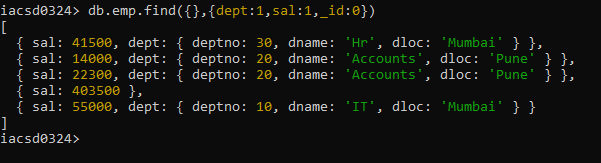 iacsd0324> db.emp.find({},{dept:1,sal:1,_id:0})
[
  { sal: 41500, dept: { deptno: 30, dname: 'Hr', dloc: 'Mumbai' } },
  { sal: 14000, dept: { deptno: 20, dname: 'Accounts', dloc: 'Pune' } },
  { sal: 22300, dept: { deptno: 20, dname: 'Accounts', dloc: 'Pune' } },
  { sal: 403500 },
  { sal: 55000, dept: { deptno: 10, dname: 'IT', dloc: 'Mumbai' } }
]
iacsd0324>